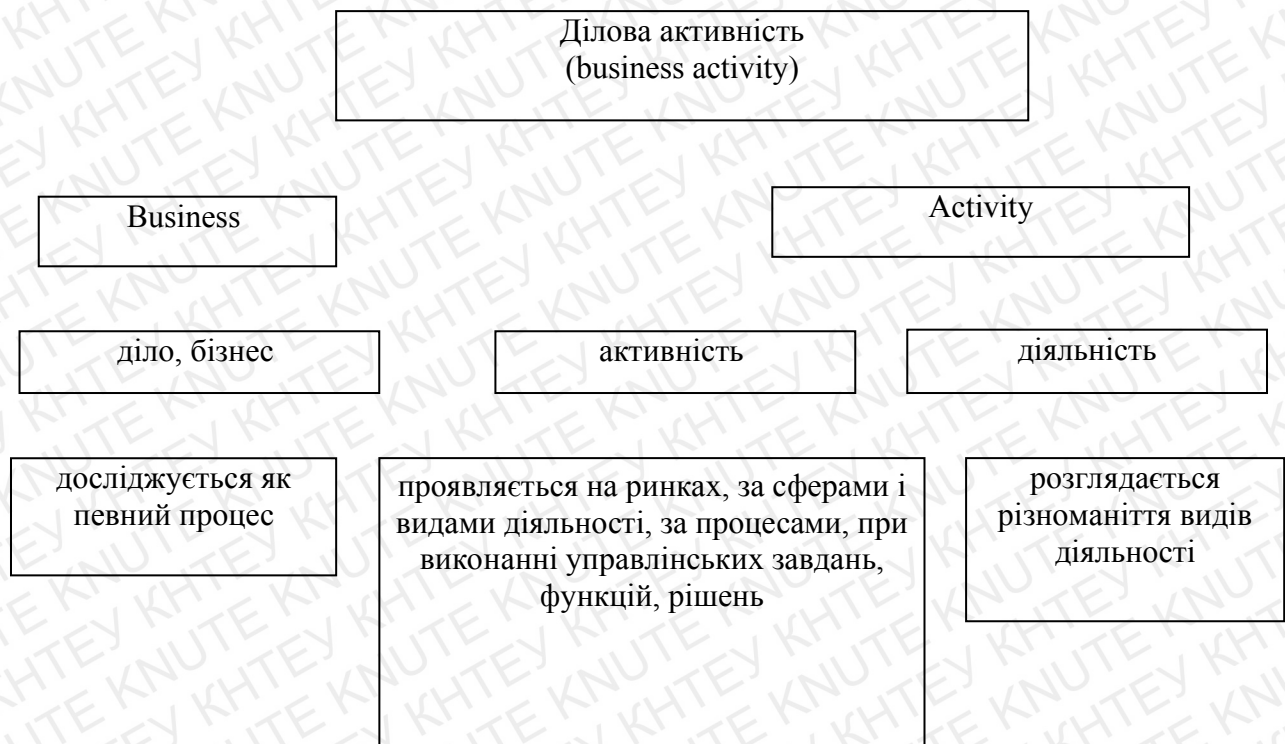 Ділова активність
(business activity)
Business
Activity
діло, бізнес
активність
діяльність
досліджується як
певний процес
проявляється на ринках, за сферами і
видами діяльності, за процесами, при
виконанні управлінських завдань,
функцій, рішень
розглядається
різноманіття видів
діяльності